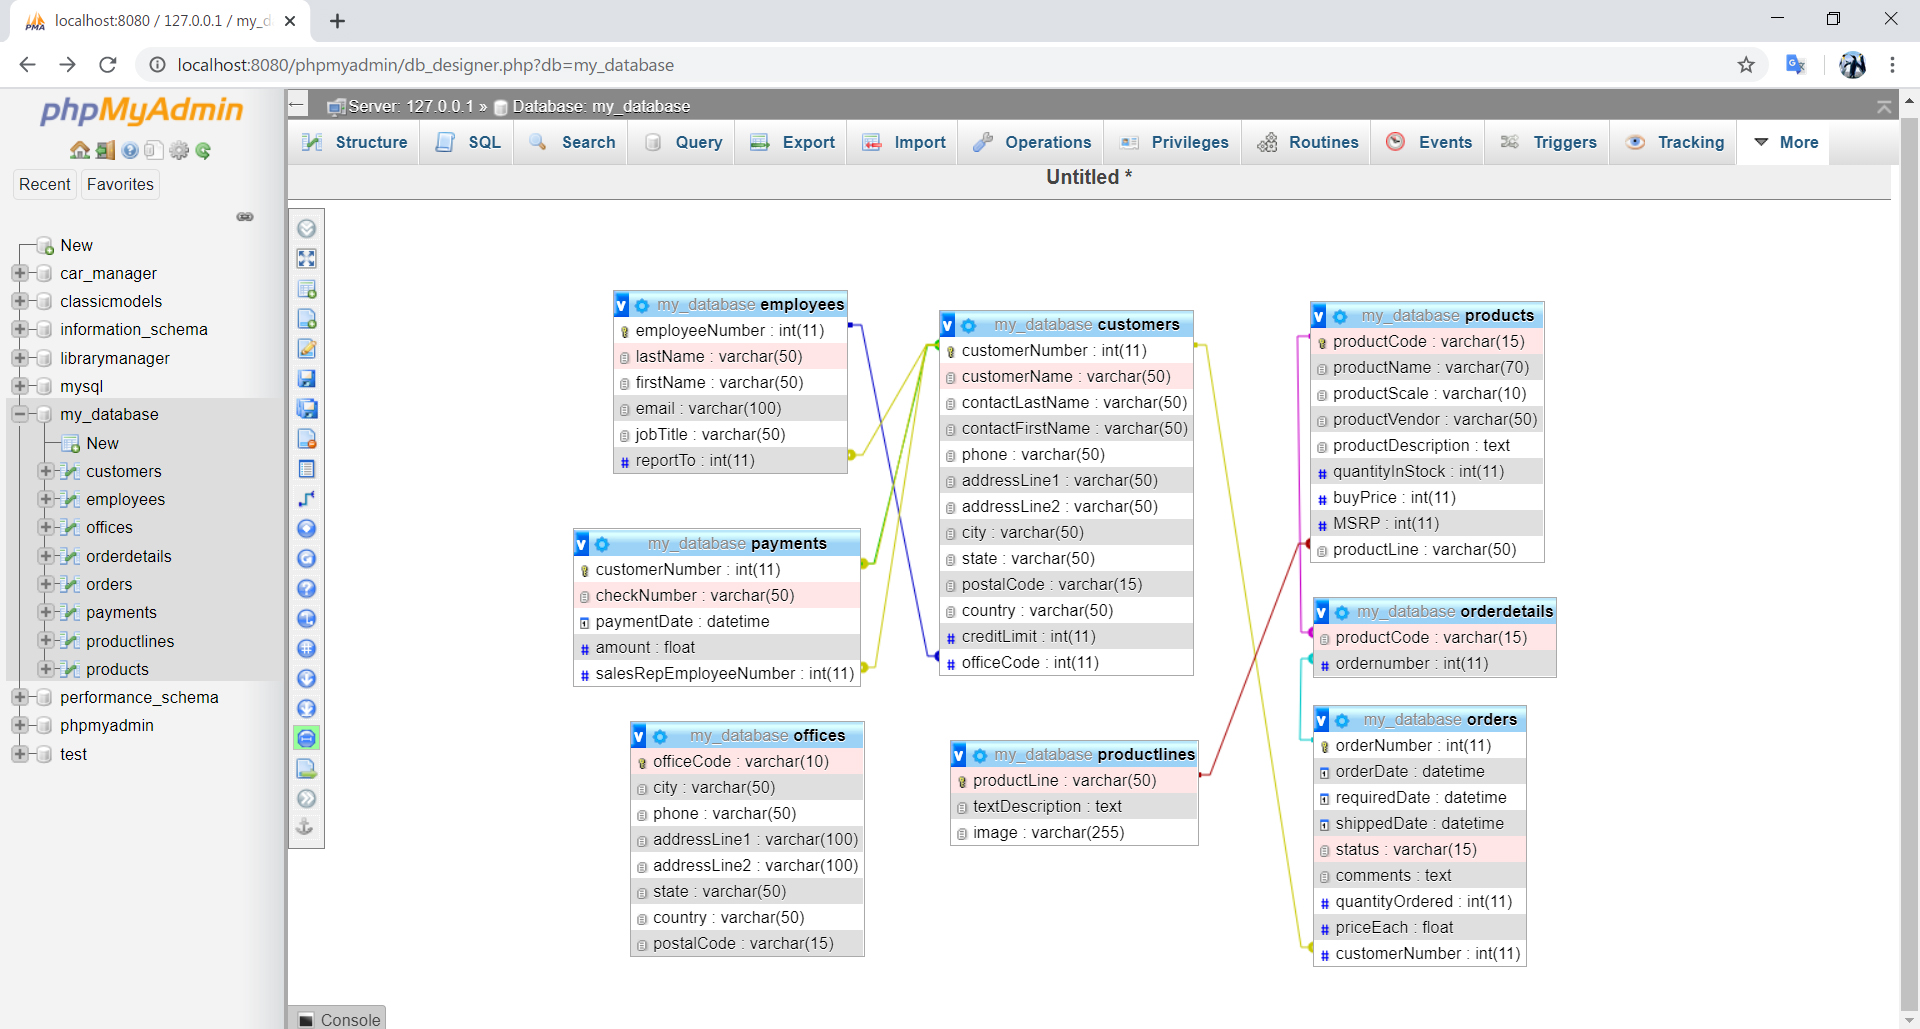 localhost:8080 / 127.0.0.1 / my_d
localhost:8080/phpmyadmin/db_designer.php?db=my_database
phpMyAdmin
Recent Favorites
New
car_manager
classicmodels
information_schema
librarymanager
mysql
my_database
New
customers
employees
offices
orderdetails
orders
payments
productlines
products
performance_schema
phpmyadmin
test
Server: 127.0.0.1 » Database: my_database
Structure SQL Search Query Export Import Operations Privileges Routines Events Triggers Tracking More
Untitled *
my_database employees
employeeNumber : int(11)
lastName : varchar(50)
firstName : varchar(50)
email : varchar(100)
jobTitle : varchar(50)
reportTo : int(11)
my_database payments
customerNumber : int(11)
checkNumber : varchar(50)
paymentDate : datetime
amount : float
salesRepEmployeeNumber : int(11)
my_database offices
officeCode : varchar(10)
city : varchar(50)
phone : varchar(50)
addressLine1 : varchar(100)
addressLine2 : varchar(100)
state : varchar(50)
country : varchar(50)
postalCode : varchar(15)
my_database customers
customerNumber : int(11)
customerName : varchar(50)
contactLastName : varchar(50)
contactFirstName : varchar(50)
phone : varchar(50)
addressLine1 : varchar(50)
addressLine2 : varchar(50)
city : varchar(50)
state : varchar(50)
postalCode : varchar(15)
country : varchar(50)
creditLimit : int(11)
officeCode : int(11)
my_database productlines
productLine : varchar(50)
textDescription : text
image : varchar(255)
my_database products
productCode : varchar(15)
productName : varchar(70)
productScale : varchar(10)
productVendor : varchar(50)
productDescription : text
quantityInStock : int(11)
buyPrice : int(11)
MSRP : int(11)
productLine : varchar(50)
my_database orderdetails
productCode : varchar(15)
ordernumber : int(11)
my_database orders
orderNumber : int(11)
orderDate : datetime
requiredDate : datetime
shippedDate : datetime
status : varchar(15)
comments : text
quantityOrdered : int(11)
priceEach : float
customerNumber : int(11)
Console